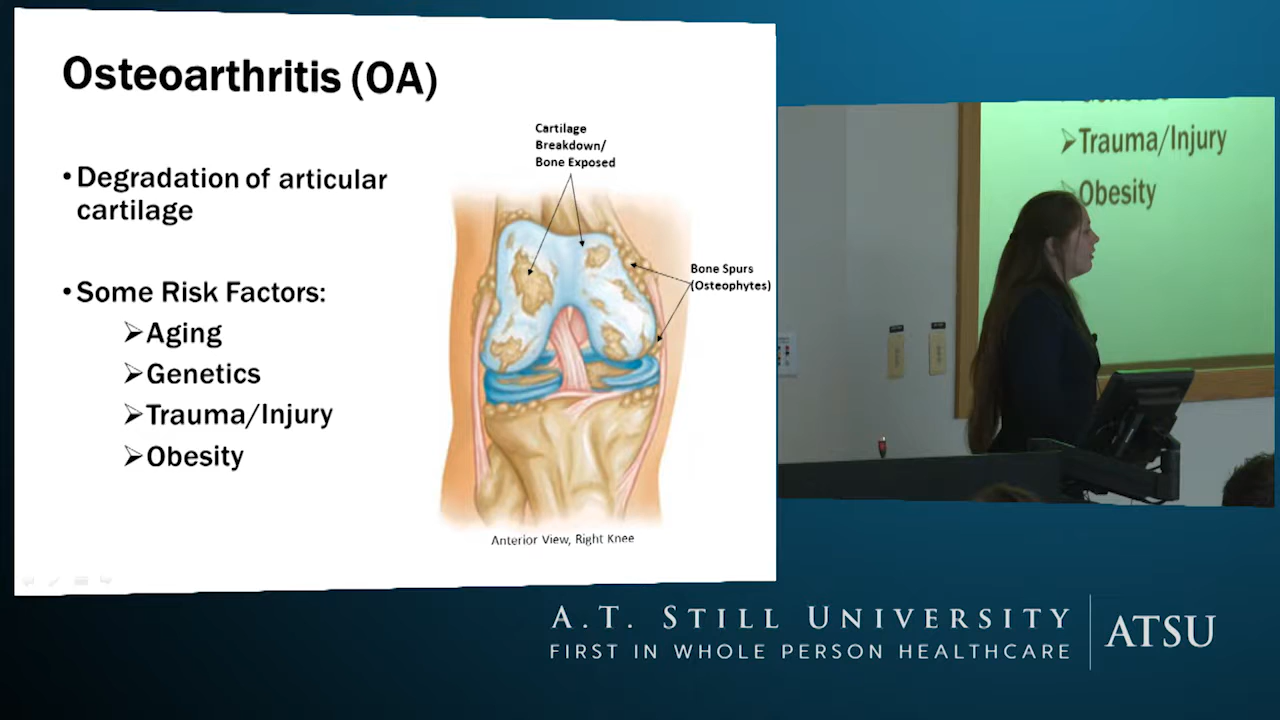 Osteoarthritis (OA)
• Degradation of articular
cartilage
• Some Risk Factors:
➢Aging
➢Genetics
➢Trauma/Injury
➢Obesity
Cartilage
Breakdown/
Bone Exposed
Bone Spurs
(Osteophytes)
Anterior View, Right Knee
➢Trauma/Injury
➢Obesity
A.T. STILL UNIVERSITY
FIRST IN WHOLE PERSON HEALTHCARE
ATSU